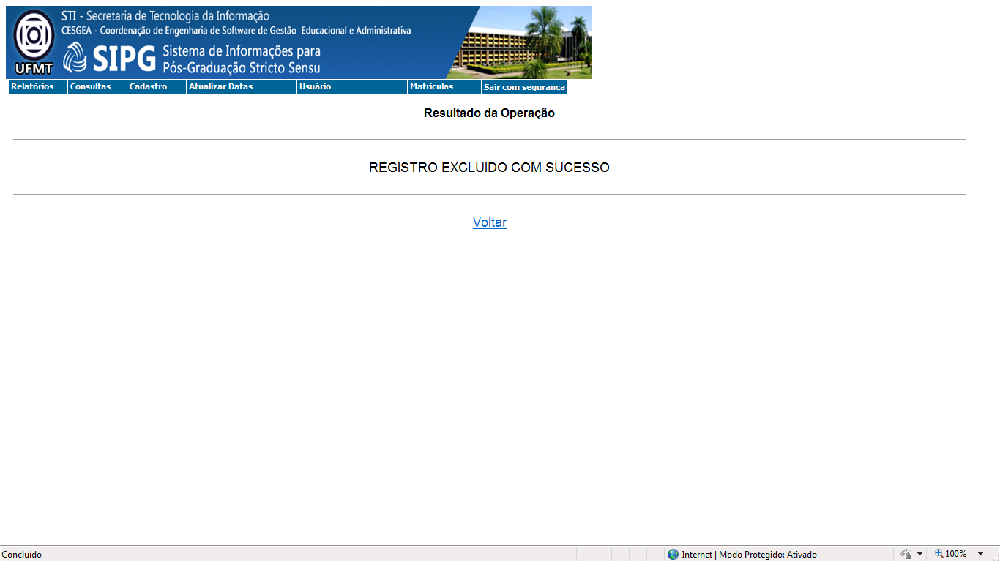 STI - Secretaria de Tecnologia da Informação
CESGEA - Coordenação de Engenharia de Software de Gestão Educacional e Administrativa
UFMT
SIPG
Sistema de Informações para
Pós-Graduação Stricto Sensu
Relatórios Consultas Cadastro Atualizar Datas Usuário Matrículas Sair com segurança
Resultado da Operação
REGISTRO EXCLUIDO COM SUCESSO
Voltar
Concluído Internet | Modo Protegido: Ativado 100%